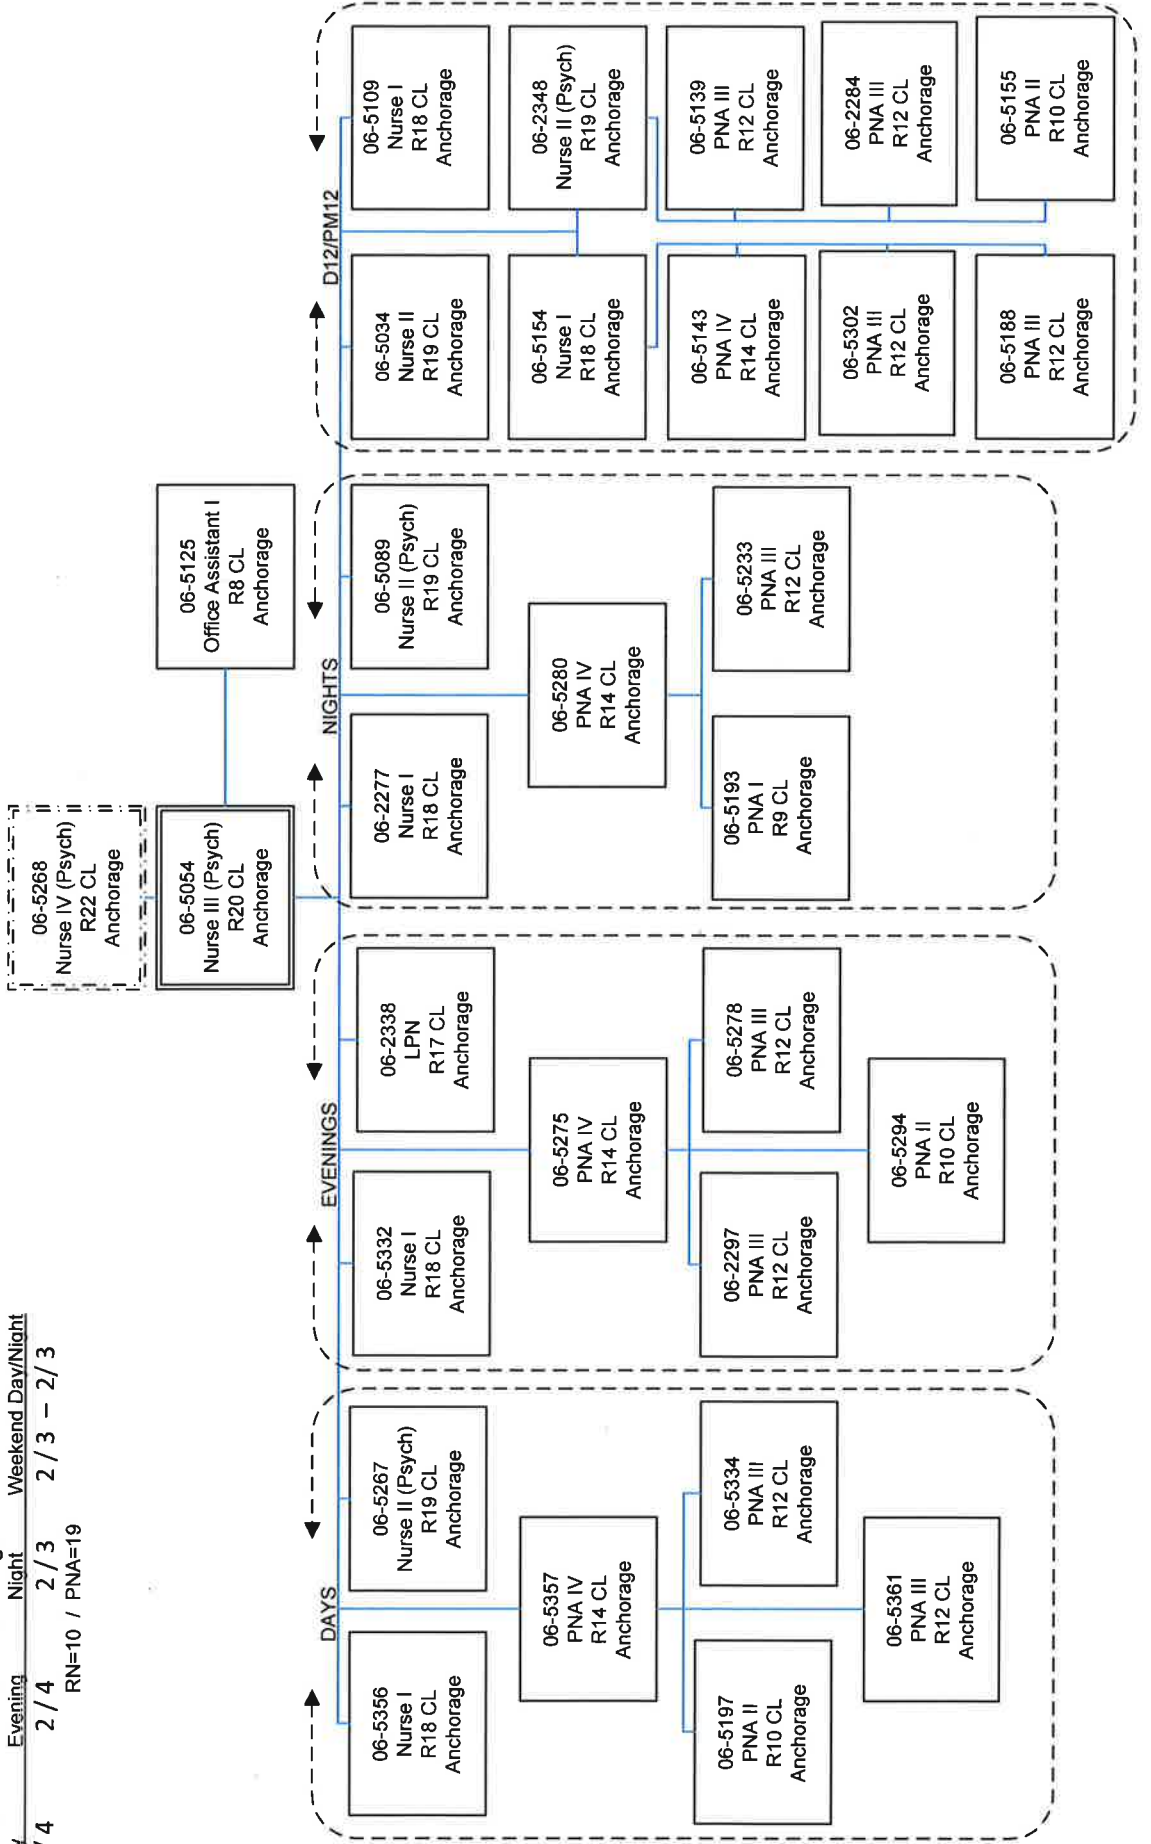 Evening Night Weekend Day/Night
/ 4 2 / 4 2 / 3 2 / 3 – 2 / 3
RN=10 / PNA=19
06-5268
Nurse IV (Psych)
R22 CL
Anchorage
06-5054
Nurse III (Psych)
R20 CL
Anchorage
06-5125
Office Assistant I
R8 CL
Anchorage
DAYS
06-5356
Nurse I
R18 CL
Anchorage
06-5267
Nurse II (Psych)
R19 CL
Anchorage
06-5357
PNA IV
R14 CL
Anchorage
06-5197
PNA II
R10 CL
Anchorage
06-5334
PNA III
R12 CL
Anchorage
06-5361
PNA III
R12 CL
Anchorage
EVENINGS
06-5332
Nurse I
R18 CL
Anchorage
06-2338
LPN
R17 CL
Anchorage
06-5275
PNA IV
R14 CL
Anchorage
06-2297
PNA III
R12 CL
Anchorage
06-5278
PNA III
R12 CL
Anchorage
06-5294
PNA II
R10 CL
Anchorage
NIGHTS
06-2277
Nurse I
R18 CL
Anchorage
06-5089
Nurse II (Psych)
R19 CL
Anchorage
06-5280
PNA IV
R14 CL
Anchorage
06-5193
PNA I
R9 CL
Anchorage
06-5233
PNA III
R12 CL
Anchorage
D12/PM12
06-5034
Nurse II
R19 CL
Anchorage
06-5109
Nurse I
R18 CL
Anchorage
06-5154
Nurse I
R18 CL
Anchorage
06-2348
Nurse II (Psych)
R19 CL
Anchorage
06-5143
PNA IV
R14 CL
Anchorage
06-5139
PNA III
R12 CL
Anchorage
06-5302
PNA III
R12 CL
Anchorage
06-2284
PNA III
R12 CL
Anchorage
06-5188
PNA III
R12 CL
Anchorage
06-5155
PNA II
R10 CL
Anchorage